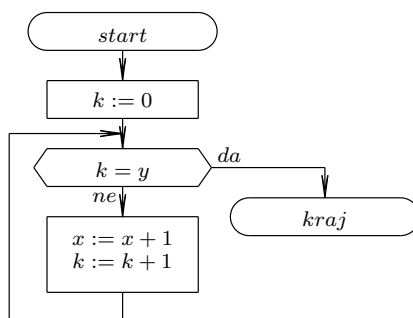 start
k := 0
k = y
da
ne
x := x + 1
k := k + 1
kraj